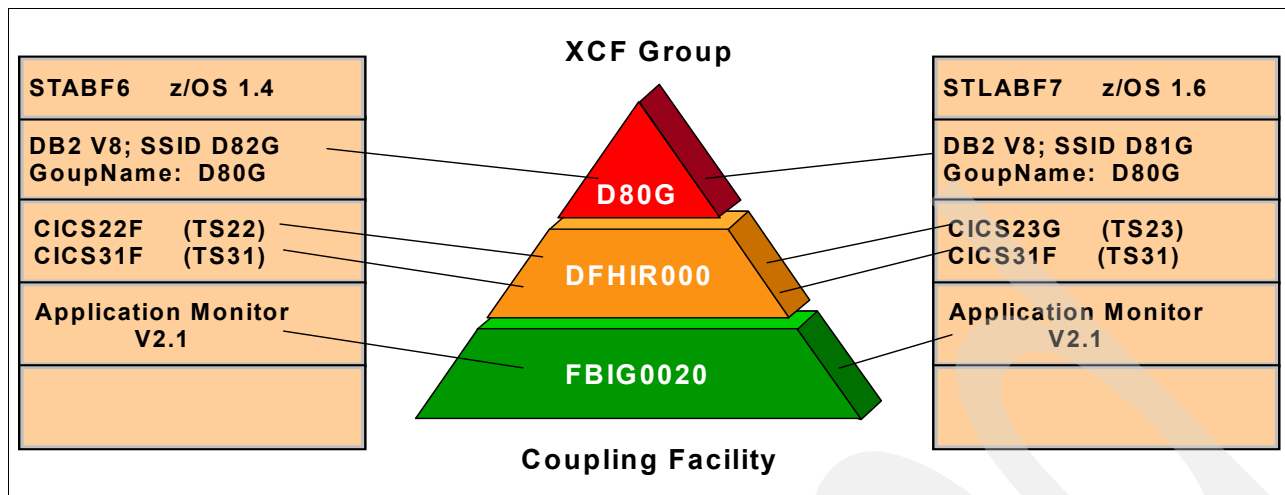 XCF Group
STABF6 z/OS 1.4
DB2 V8; SSID D82G
GoupName: D80G
CICS22F (TS22)
CICS31F (TS31)
Application Monitor
V2.1
D80G
DFHIR000
FBIG0020
Coupling Facility
STLABF7 z/OS 1.6
DB2 V8; SSID D81G
GoupName: D80G
CICS23G (TS23)
CICS31F (TS31)
Application Monitor
V2.1